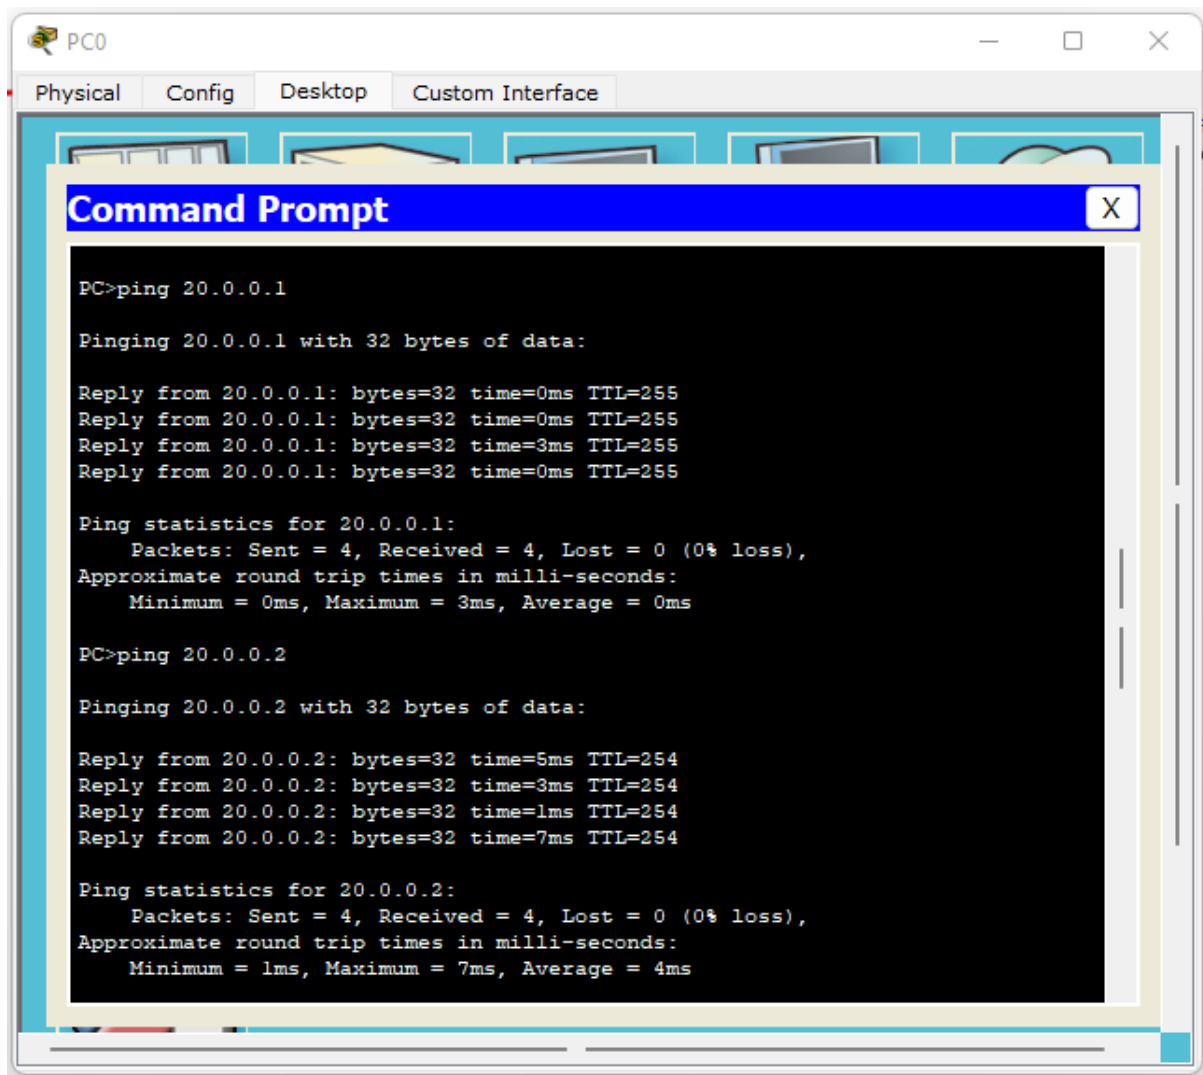 PC0
Physical Config Desktop Custom Interface
Command Prompt X
PC>ping 20.0.0.1
Pinging 20.0.0.1 with 32 bytes of data:
Reply from 20.0.0.1: bytes=32 time=0ms TTL=255
Reply from 20.0.0.1: bytes=32 time=0ms TTL=255
Reply from 20.0.0.1: bytes=32 time=3ms TTL=255
Reply from 20.0.0.1: bytes=32 time=0ms TTL=255
Ping statistics for 20.0.0.1:
Packets: Sent = 4, Received = 4, Lost = 0 (0% loss),
Approximate round trip times in milli-seconds:
Minimum = 0ms, Maximum = 3ms, Average = 0ms
PC>ping 20.0.0.2
Pinging 20.0.0.2 with 32 bytes of data:
Reply from 20.0.0.2: bytes=32 time=5ms TTL=254
Reply from 20.0.0.2: bytes=32 time=3ms TTL=254
Reply from 20.0.0.2: bytes=32 time=1ms TTL=254
Reply from 20.0.0.2: bytes=32 time=7ms TTL=254
Ping statistics for 20.0.0.2:
Packets: Sent = 4, Received = 4, Lost = 0 (0% loss),
Approximate round trip times in milli-seconds:
Minimum = 1ms, Maximum = 7ms, Average = 4ms